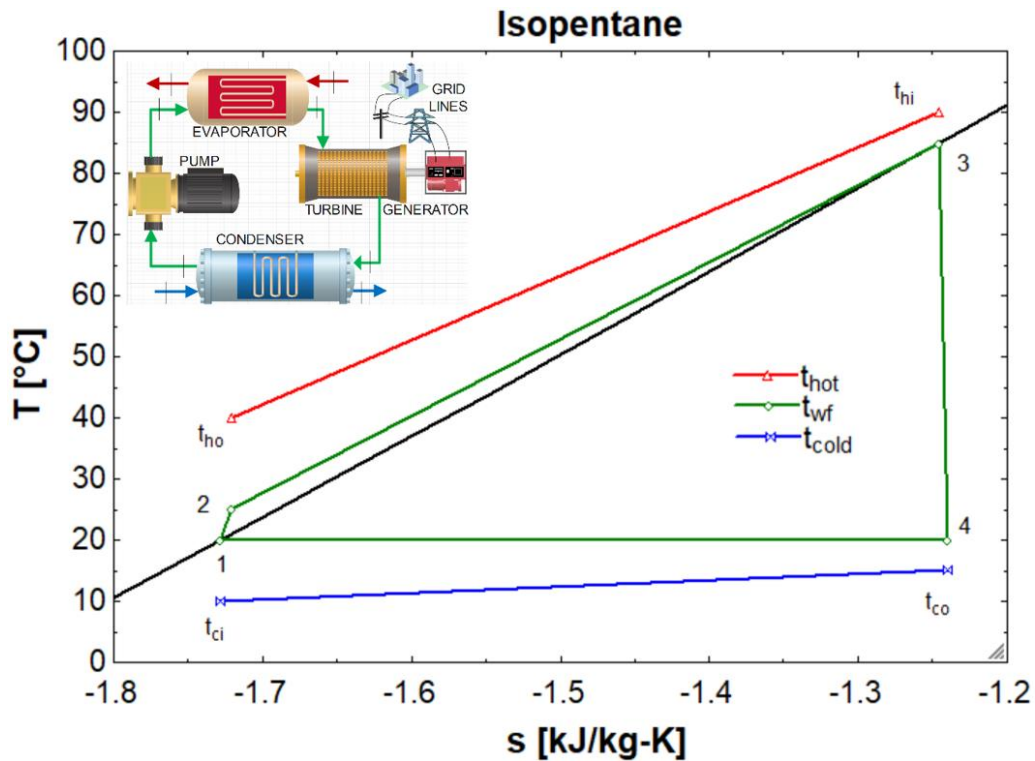 Isopentane
100
90
80
70
60
50
40
30
20
10
0
T [°C]
EVAPORATOR
GRID
LINES
PUMP
TURBINE GENERATOR
CONDENSER
t_hi
3
t_hot
t_wf
t_cold
t_ho
2
1
4
t_ci
t_co
-1.8 -1.7 -1.6 -1.5 -1.4 -1.3 -1.2
s [kJ/kg-K]